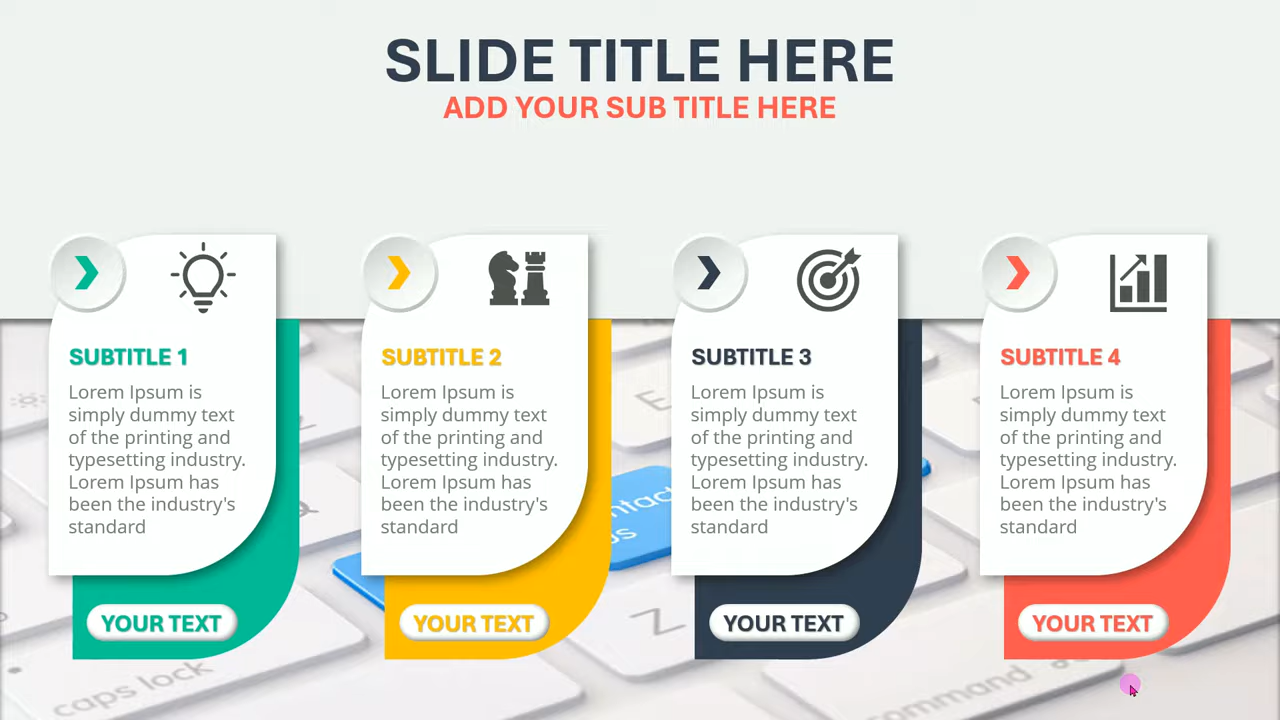 SLIDE TITLE HERE
ADD YOUR SUB TITLE HERE
SUBTITLE 1
Lorem Ipsum is
simply dummy text
of the printing and
typesetting industry.
Lorem Ipsum has
been the industry's
standard
YOUR TEXT
SUBTITLE 2
Lorem Ipsum is
simply dummy text
of the printing and
typesetting industry.
Lorem Ipsum has
been the industry's
standard
YOUR TEXT
SUBTITLE 3
Lorem Ipsum is
simply dummy text
of the printing and
typesetting industry.
Lorem Ipsum has
been the industry's
standard
YOUR TEXT
SUBTITLE 4
Lorem Ipsum is
simply dummy text
of the printing and
typesetting industry.
Lorem Ipsum has
been the industry's
standard
YOUR TEXT
E
Z
caps lock
command